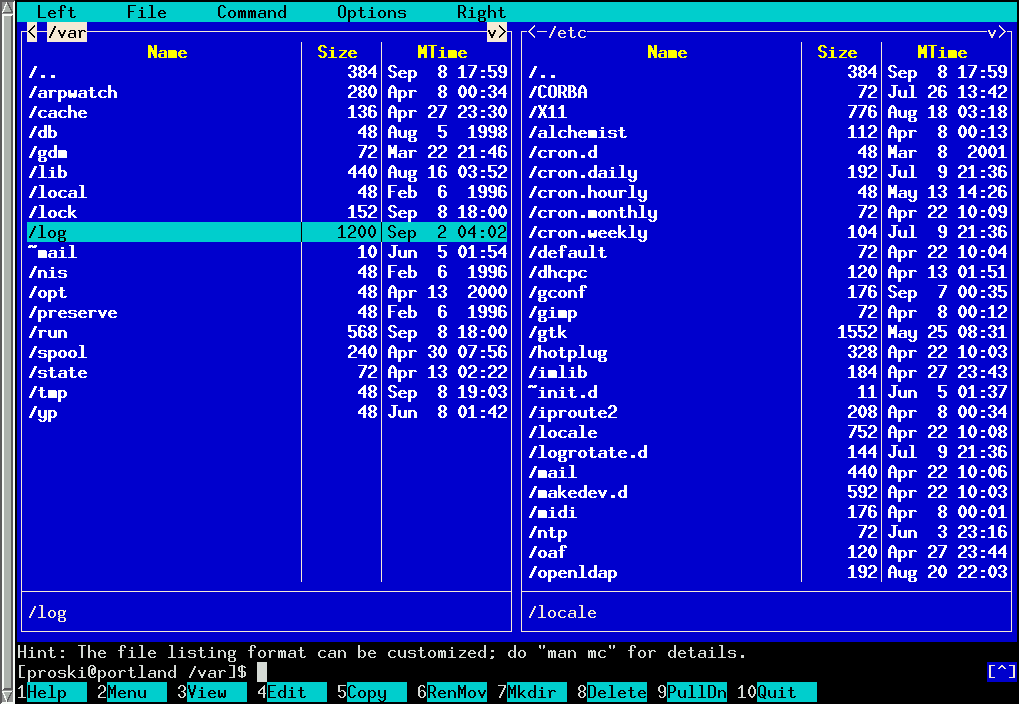 Left File Command Options Right
< /var v>
Name Size MTime
/.. 384 Sep 8 17:59
/arpwatch 280 Apr 8 00:34
/cache 136 Apr 27 23:30
/db 48 Aug 5 1998
/gdm 72 Mar 22 21:46
/lib 440 Aug 16 03:52
/local 48 Feb 6 1996
/lock 152 Sep 8 18:00
/log 1200 Sep 2 04:02
~mail 10 Jun 5 01:54
/nis 48 Feb 6 1996
/opt 48 Apr 13 2000
/preserve 48 Feb 6 1996
/run 568 Sep 8 18:00
/spool 240 Apr 30 07:56
/state 72 Apr 13 02:22
/tmp 48 Sep 8 19:03
/yp 48 Jun 8 01:42
/log
<-/etc v>
Name Size MTime
/.. 384 Sep 8 17:59
/CORBA 72 Jul 26 13:42
/X11 776 Aug 18 03:18
/alchemist 112 Apr 8 00:13
/cron.d 48 Mar 8 2001
/cron.daily 192 Jul 9 21:36
/cron.hourly 48 May 13 14:26
/cron.monthly 72 Apr 22 10:09
/cron.weekly 104 Jul 9 21:36
/default 72 Apr 22 10:04
/dhcpc 120 Apr 13 01:51
/gconf 176 Sep 7 00:35
/gimp 72 Apr 8 00:12
/gtk 1552 May 25 08:31
/hotplug 328 Apr 22 10:03
/imlib 184 Apr 27 23:43
~init.d 11 Jun 5 01:37
/iproute2 208 Apr 8 00:34
/locale 752 Apr 22 10:08
/logrotate.d 144 Jul 9 21:36
/mail 440 Apr 22 10:06
/makedev.d 592 Apr 22 10:03
/midi 176 Apr 8 00:01
/ntp 72 Jun 3 23:16
/oaf 120 Apr 27 23:44
/openldap 192 Aug 20 22:03
/locale
Hint: The file listing format can be customized; do "man mc" for details.
[proski@portland /var]$ [^]
1Help 2Menu 3View 4Edit 5Copy 6RenMov 7Mkdir 8Delete 9PullDn 10Quit